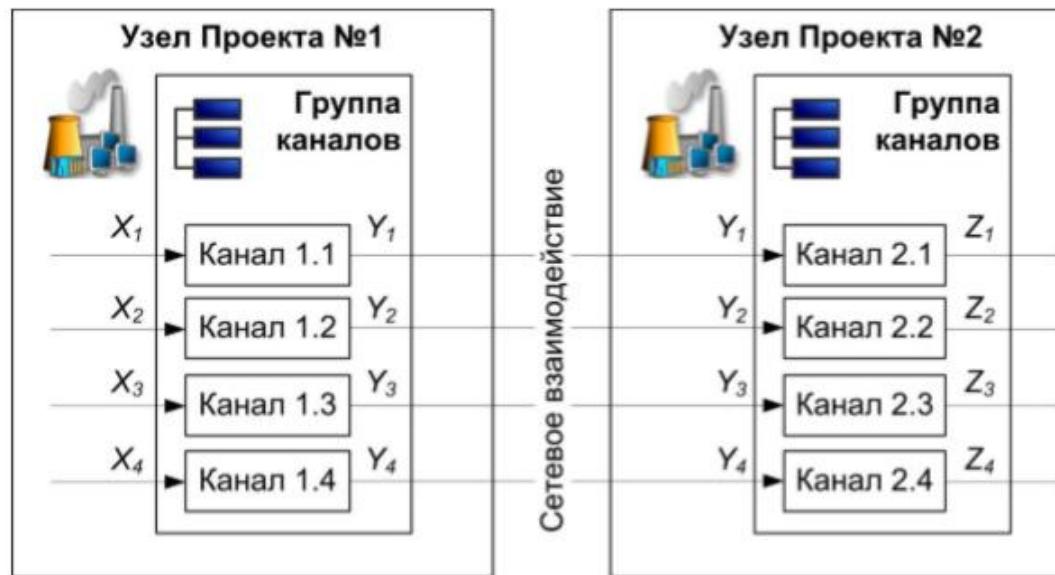 Узел Проекта №1
Группа
каналов
X1
Канал 1.1
Y1
X2
Канал 1.2
Y2
X3
Канал 1.3
Y3
X4
Канал 1.4
Y4
Сетевое взаимодействие
Узел Проекта №2
Группа
каналов
Y1
Канал 2.1
Z1
Y2
Канал 2.2
Z2
Y3
Канал 2.3
Z3
Y4
Канал 2.4
Z4